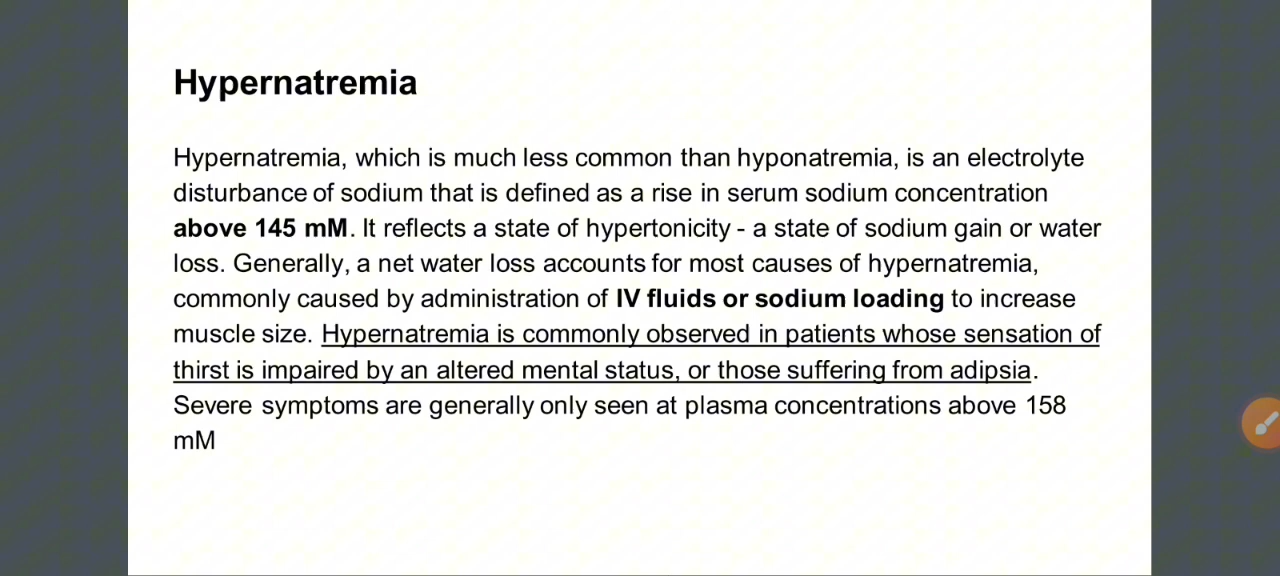 Hypernatremia
Hypernatremia, which is much less common than hyponatremia, is an electrolyte
disturbance of sodium that is defined as a rise in serum sodium concentration
above 145 mM. It reflects a state of hypertonicity - a state of sodium gain or water
loss. Generally, a net water loss accounts for most causes of hypernatremia,
commonly caused by administration of IV fluids or sodium loading to increase
muscle size. Hypernatremia is commonly observed in patients whose sensation of
thirst is impaired by an altered mental status, or those suffering from adipsia.
Severe symptoms are generally only seen at plasma concentrations above 158
mM